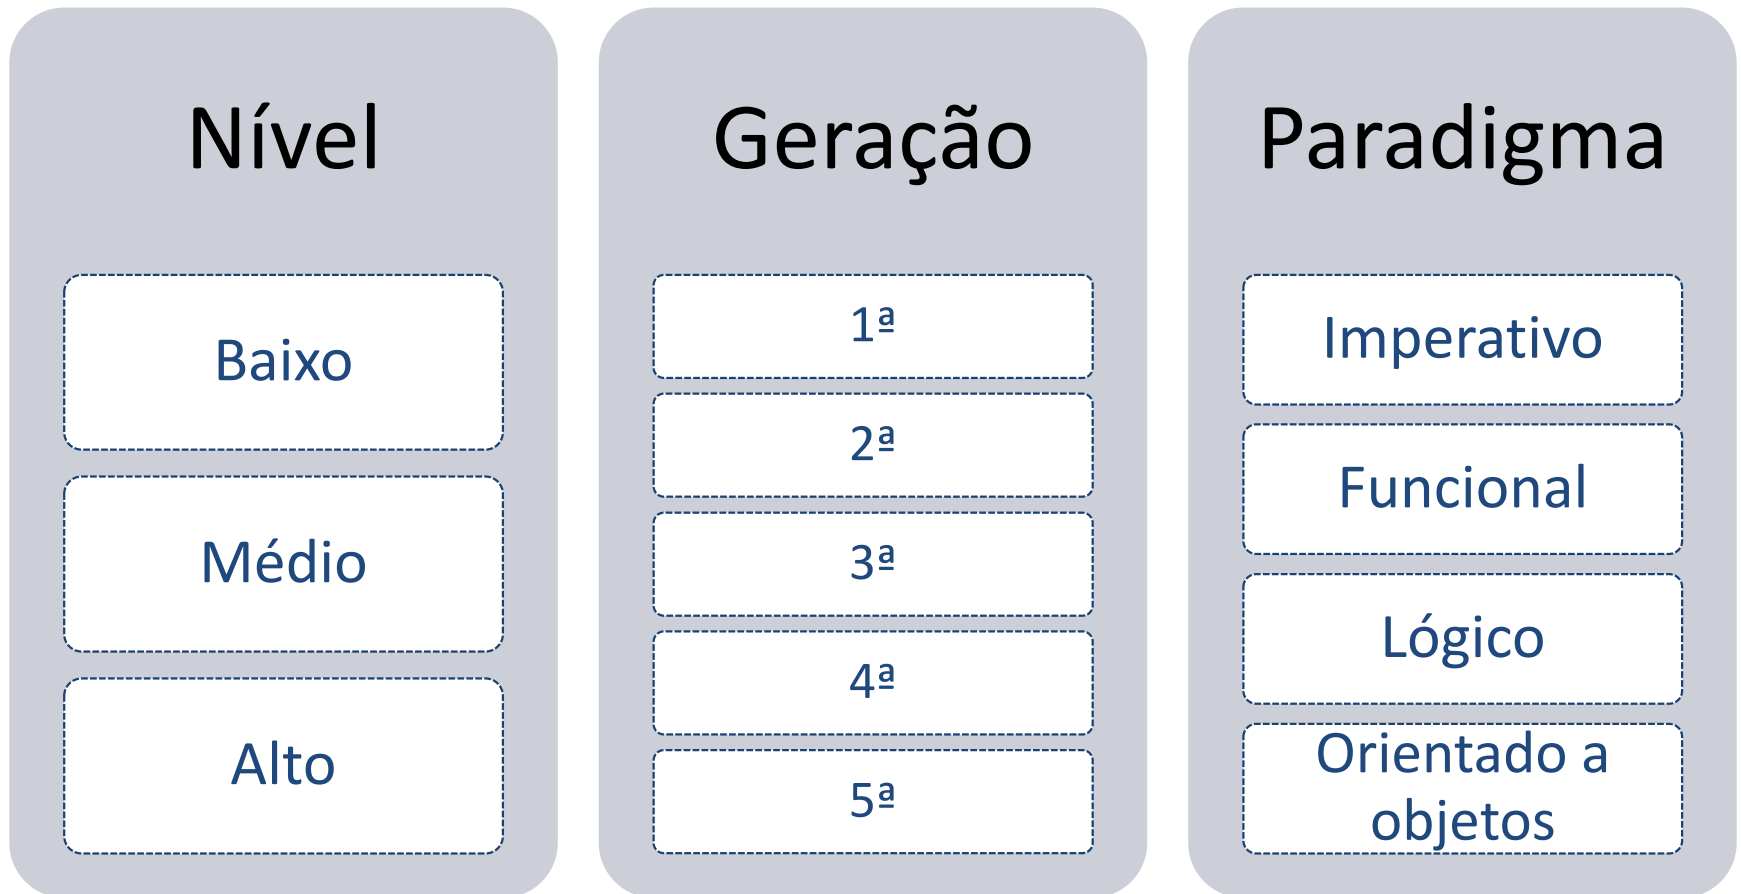 Nível
Baixo
Médio
Alto
Geração
1ª
2ª
3ª
4ª
5ª
Paradigma
Imperativo
Funcional
Lógico
Orientado a
objetos